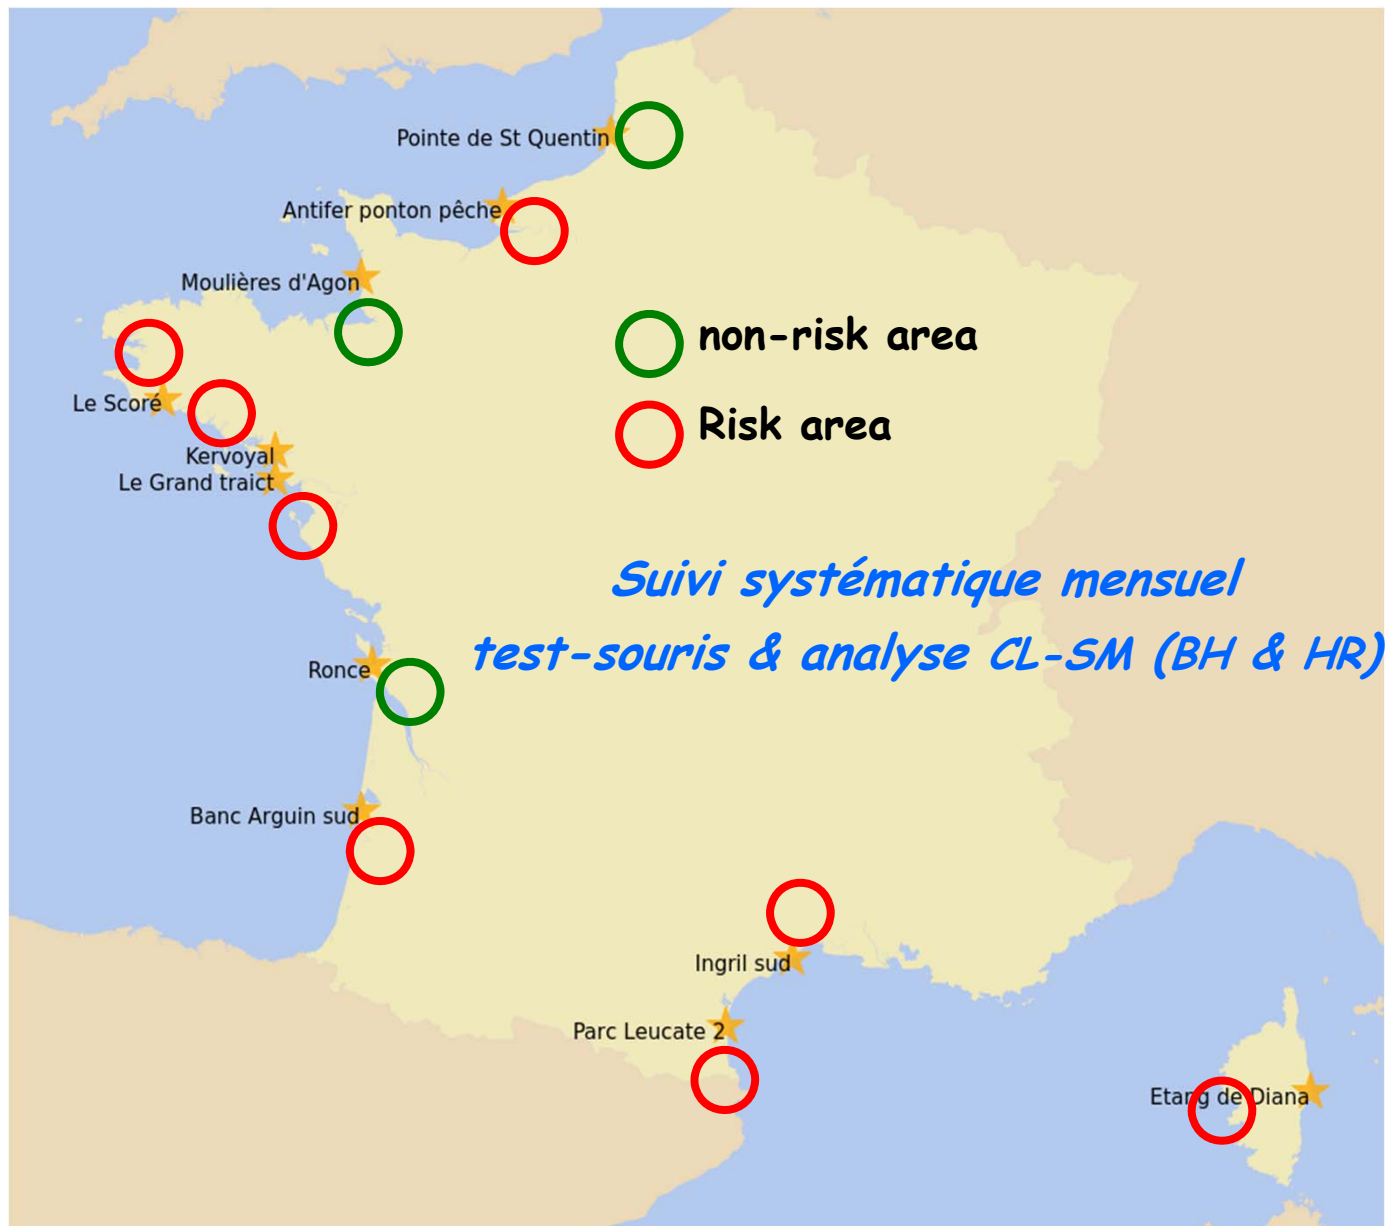 Pointe de St Quentin
Antifer ponton pêche
Moulières d'Agon
non-risk area
Le Scoré
Risk area
Kervoyal
Le Grand traict
Suivi systématique mensuel
test-souris & analyse CL-SM (BH & HR)
Ronce
Banc Arguin sud
Ingril sud
Parc Leucate 2
Etang de Diana